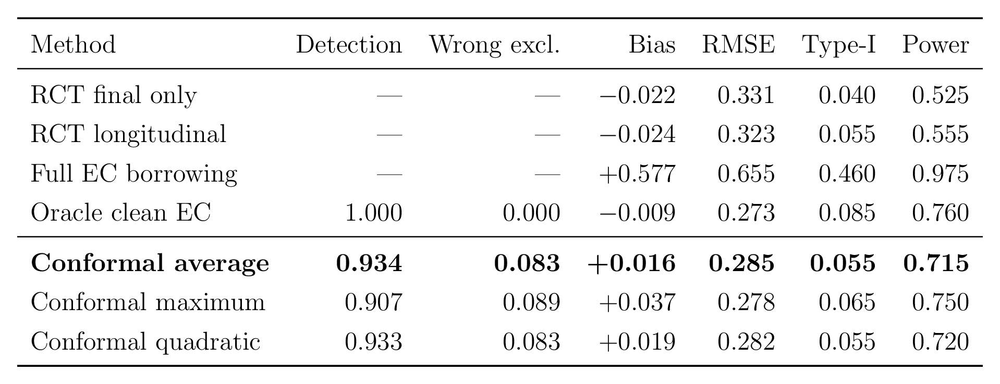 Method Detection Wrong excl. Bias RMSE Type-I Power
RCT final only — — −0.022 0.331 0.040 0.525
RCT longitudinal — — −0.024 0.323 0.055 0.555
Full EC borrowing — — +0.577 0.655 0.460 0.975
Oracle clean EC 1.000 0.000 −0.009 0.273 0.085 0.760
Conformal average 0.934 0.083 +0.016 0.285 0.055 0.715
Conformal maximum 0.907 0.089 +0.037 0.278 0.065 0.750
Conformal quadratic 0.933 0.083 +0.019 0.282 0.055 0.720